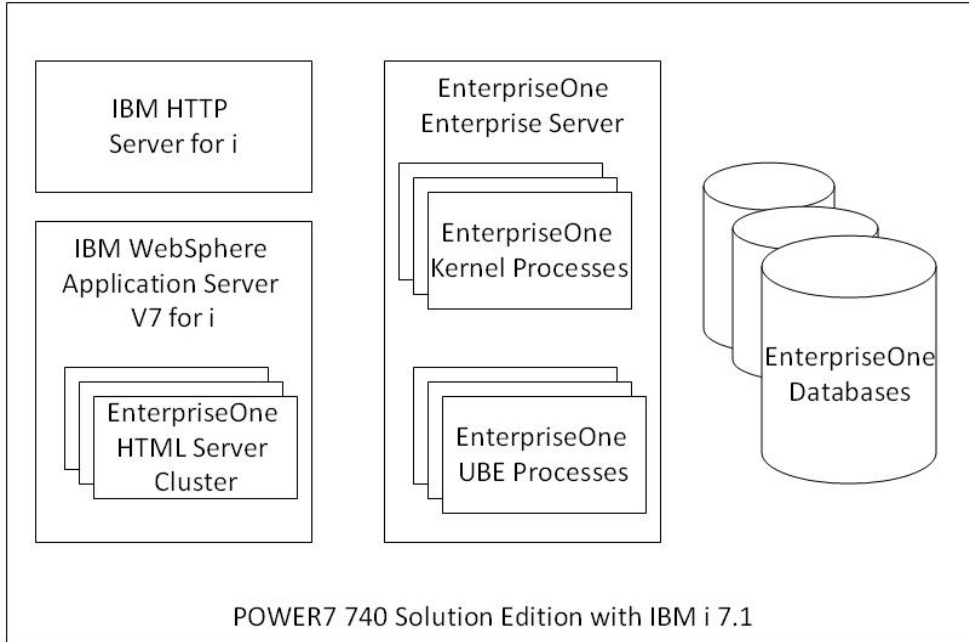 IBM HTTP
Server for i
IBM WebSphere
Application Server
V7 for i
EnterpriseOne
HTML Server
Cluster
EnterpriseOne
Enterprise Server
EnterpriseOne
Kernel Processes
EnterpriseOne
UBE Processes
EnterpriseOne
Databases
POWER7 740 Solution Edition with IBM i 7.1